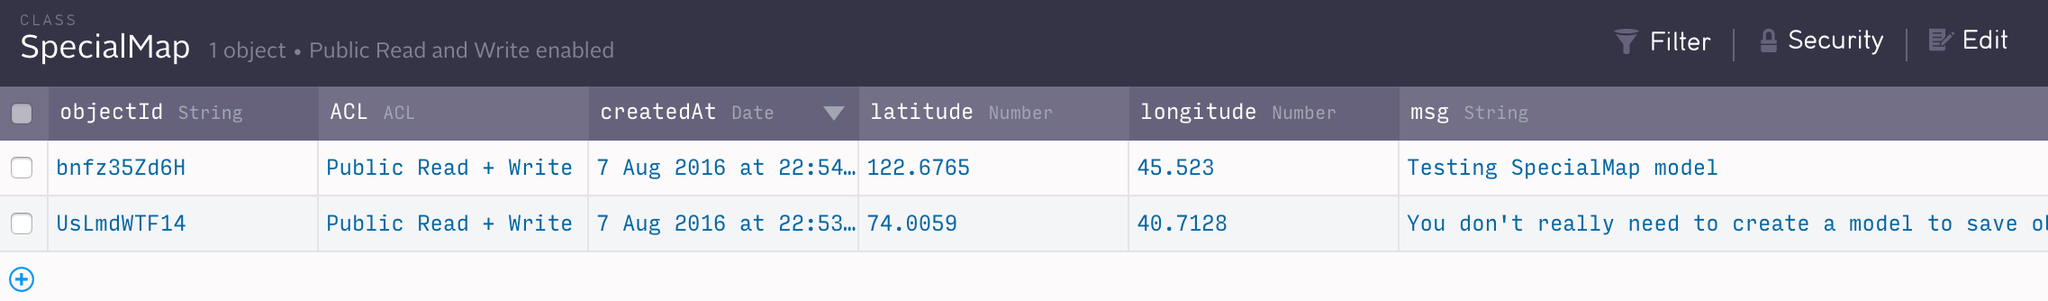 CLASS
SpecialMap 1 object • Public Read and Write enabled Filter Security Edit
objectId String ACL ACL createdAt Date latitude Number longitude Number msg String
bnfz35Zd6H Public Read + Write 7 Aug 2016 at 22:54… 122.6765 45.523 Testing SpecialMap model
UsLmdWTF14 Public Read + Write 7 Aug 2016 at 22:53… 74.0059 40.7128 You don't really need to create a model to save